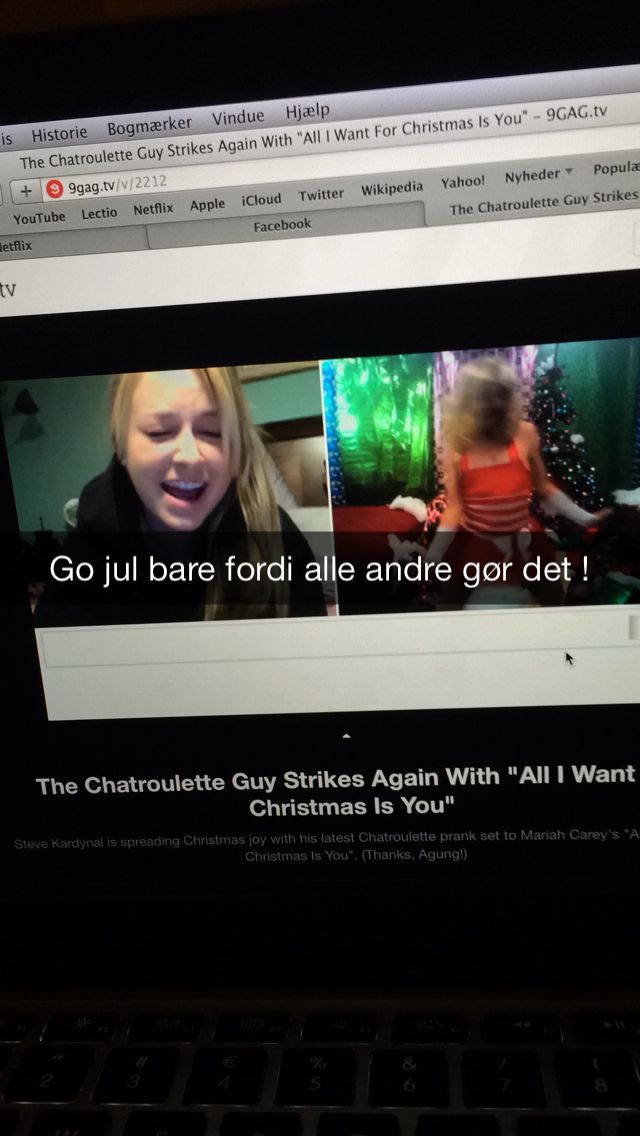 is Historie Bogmærker Vindue Hjælp
The Chatroulette Guy Strikes Again With "All I Want For Christmas Is You" – 9GAG.tv
+ 9gag.tv/v/2212
YouTube Lectio Netflix Apple iCloud Twitter Wikipedia Yahoo! Nyheder Populæ
letflix Facebook The Chatroulette Guy Strikes
tv
Go jul bare fordi alle andre gør det !
The Chatroulette Guy Strikes Again With "All I Want
Christmas Is You"
Steve Kardynal is spreading Christmas joy with his latest Chatroulette prank set to Mariah Carey's "A
Christmas Is You". (Thanks, Agung!)
" # € % & / (
2 3 4 5 6 7 8